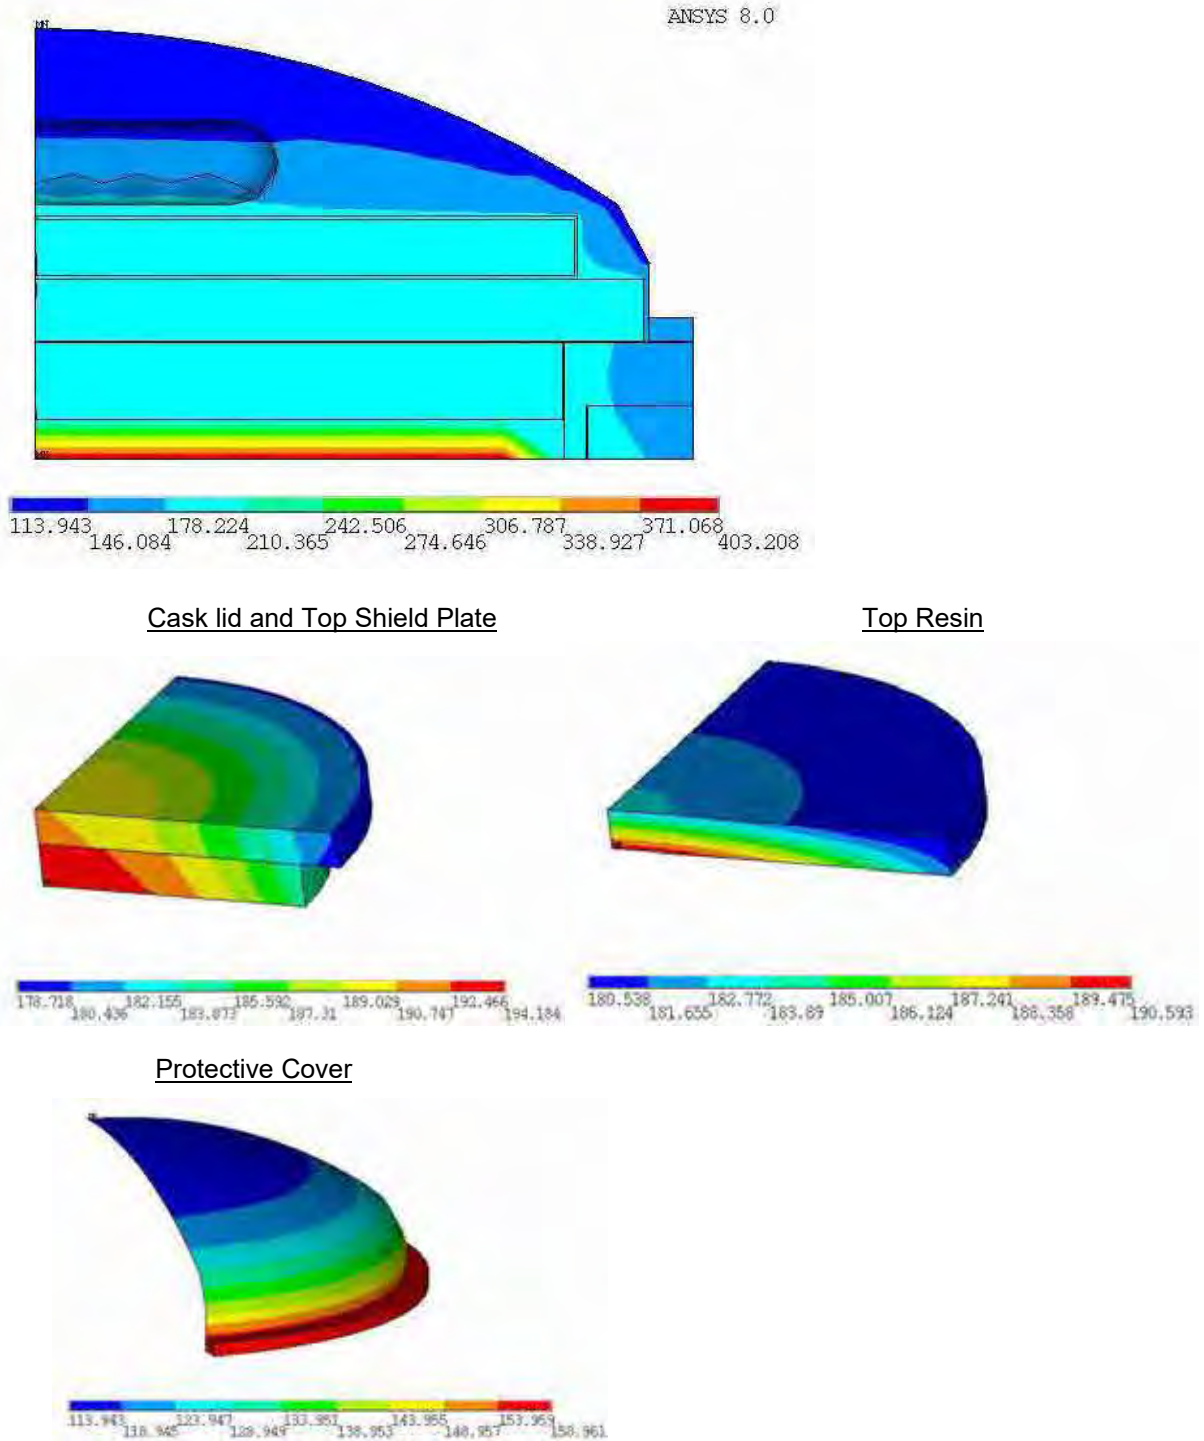 ANSYS 8.0
MN
MX
113.943 178.224 242.506 306.787 371.068
146.084 210.365 274.646 338.927 403.208
Cask lid and Top Shield Plate
Top Resin
178.718 182.155 185.592 189.029 192.466
180.436 183.873 187.31 190.747 194.184
180.538 182.772 185.007 187.241 189.475
181.655 183.89 186.124 188.358 190.593
Protective Cover
113.943 123.947 133.951 143.955 153.959
118.945 128.949 138.953 148.957 158.961